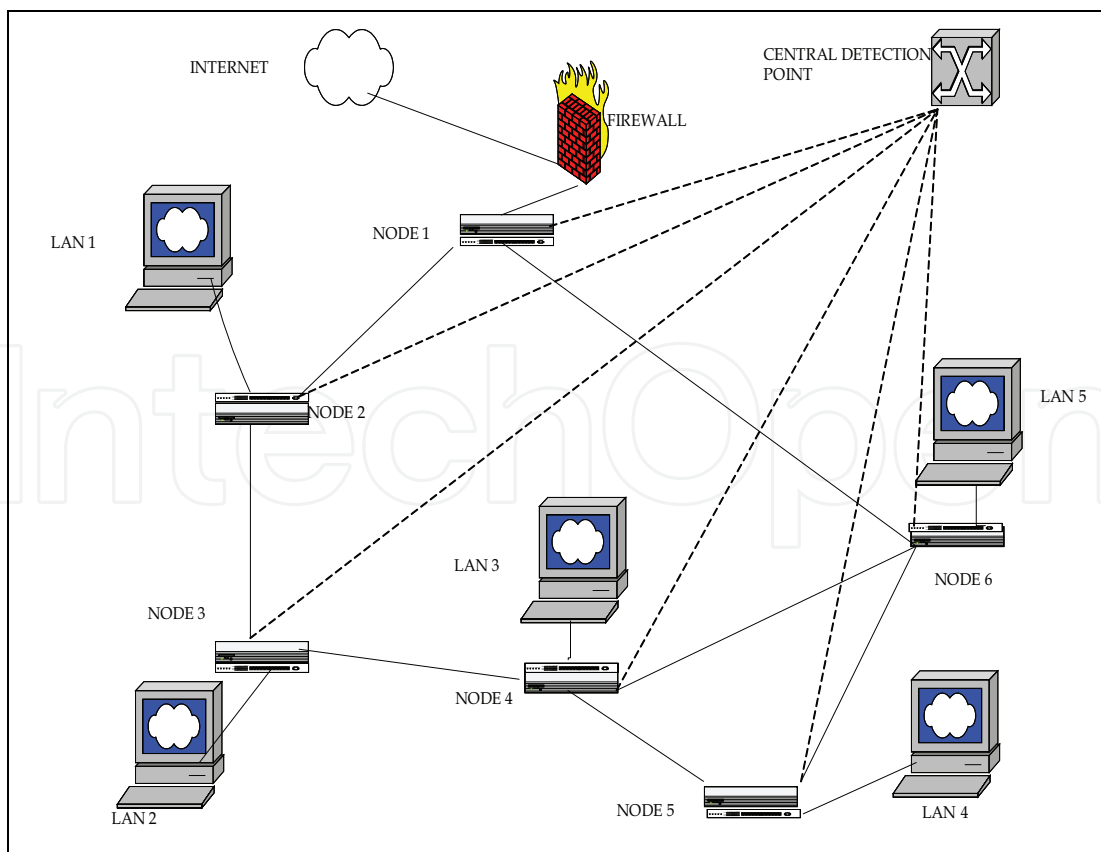 INTERNET
CENTRAL DETECTION
POINT
FIREWALL
LAN 1
NODE 1
NODE 2
LAN 5
LAN 3
NODE 6
NODE 3
NODE 4
NODE 5
LAN 2
LAN 4
IntechOpen